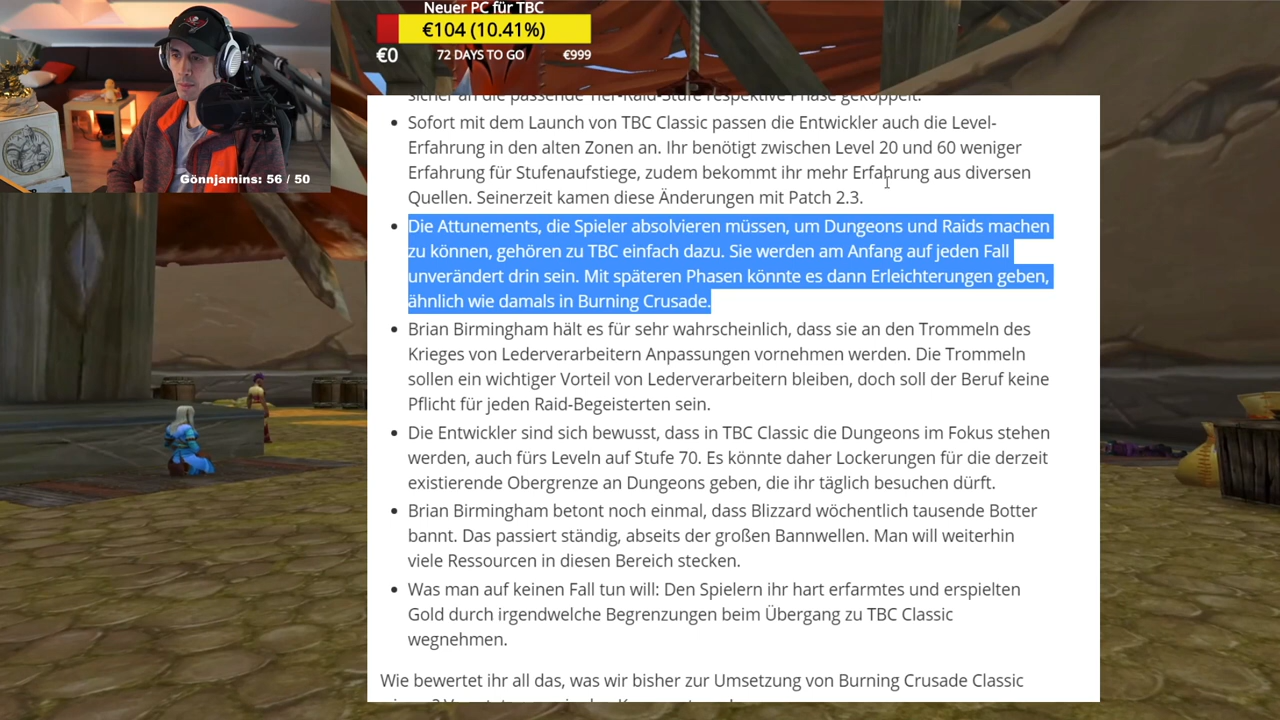 Neuer PC für TBC
€104 (10.41%)
€0
72 DAYS TO GO
€999
Gönnjamins: 56 / 50
sicher an die passende Tier-Raid-Stufe respektive Phase gekoppelt.
Sofort mit dem Launch von TBC Classic passen die Entwickler auch die Level-
Erfahrung in den alten Zonen an. Ihr benötigt zwischen Level 20 und 60 weniger
Erfahrung für Stufenaufstiege, zudem bekommt ihr mehr Erfahrung aus diversen
Quellen. Seinerzeit kamen diese Änderungen mit Patch 2.3.
Die Attunements, die Spieler absolvieren müssen, um Dungeons und Raids machen
zu können, gehören zu TBC einfach dazu. Sie werden am Anfang auf jeden Fall
unverändert drin sein. Mit späteren Phasen könnte es dann Erleichterungen geben,
ähnlich wie damals in Burning Crusade.
Brian Birmingham hält es für sehr wahrscheinlich, dass sie an den Trommeln des
Krieges von Lederverarbeitern Anpassungen vornehmen werden. Die Trommeln
sollen ein wichtiger Vorteil von Lederverarbeitern bleiben, doch soll der Beruf keine
Pflicht für jeden Raid-Begeisterten sein.
Die Entwickler sind sich bewusst, dass in TBC Classic die Dungeons im Fokus stehen
werden, auch fürs Leveln auf Stufe 70. Es könnte daher Lockerungen für die derzeit
existierende Obergrenze an Dungeons geben, die ihr täglich besuchen dürft.
Brian Birmingham betont noch einmal, dass Blizzard wöchentlich tausende Botter
bannt. Das passiert ständig, abseits der großen Bannwellen. Man will weiterhin
viele Ressourcen in diesen Bereich stecken.
Was man auf keinen Fall tun will: Den Spielern ihr hart erfarmtes und erspielten
Gold durch irgendwelche Begrenzungen beim Übergang zu TBC Classic
wegnehmen.
Wie bewertet ihr all das, was wir bisher zur Umsetzung von Burning Crusade Classic